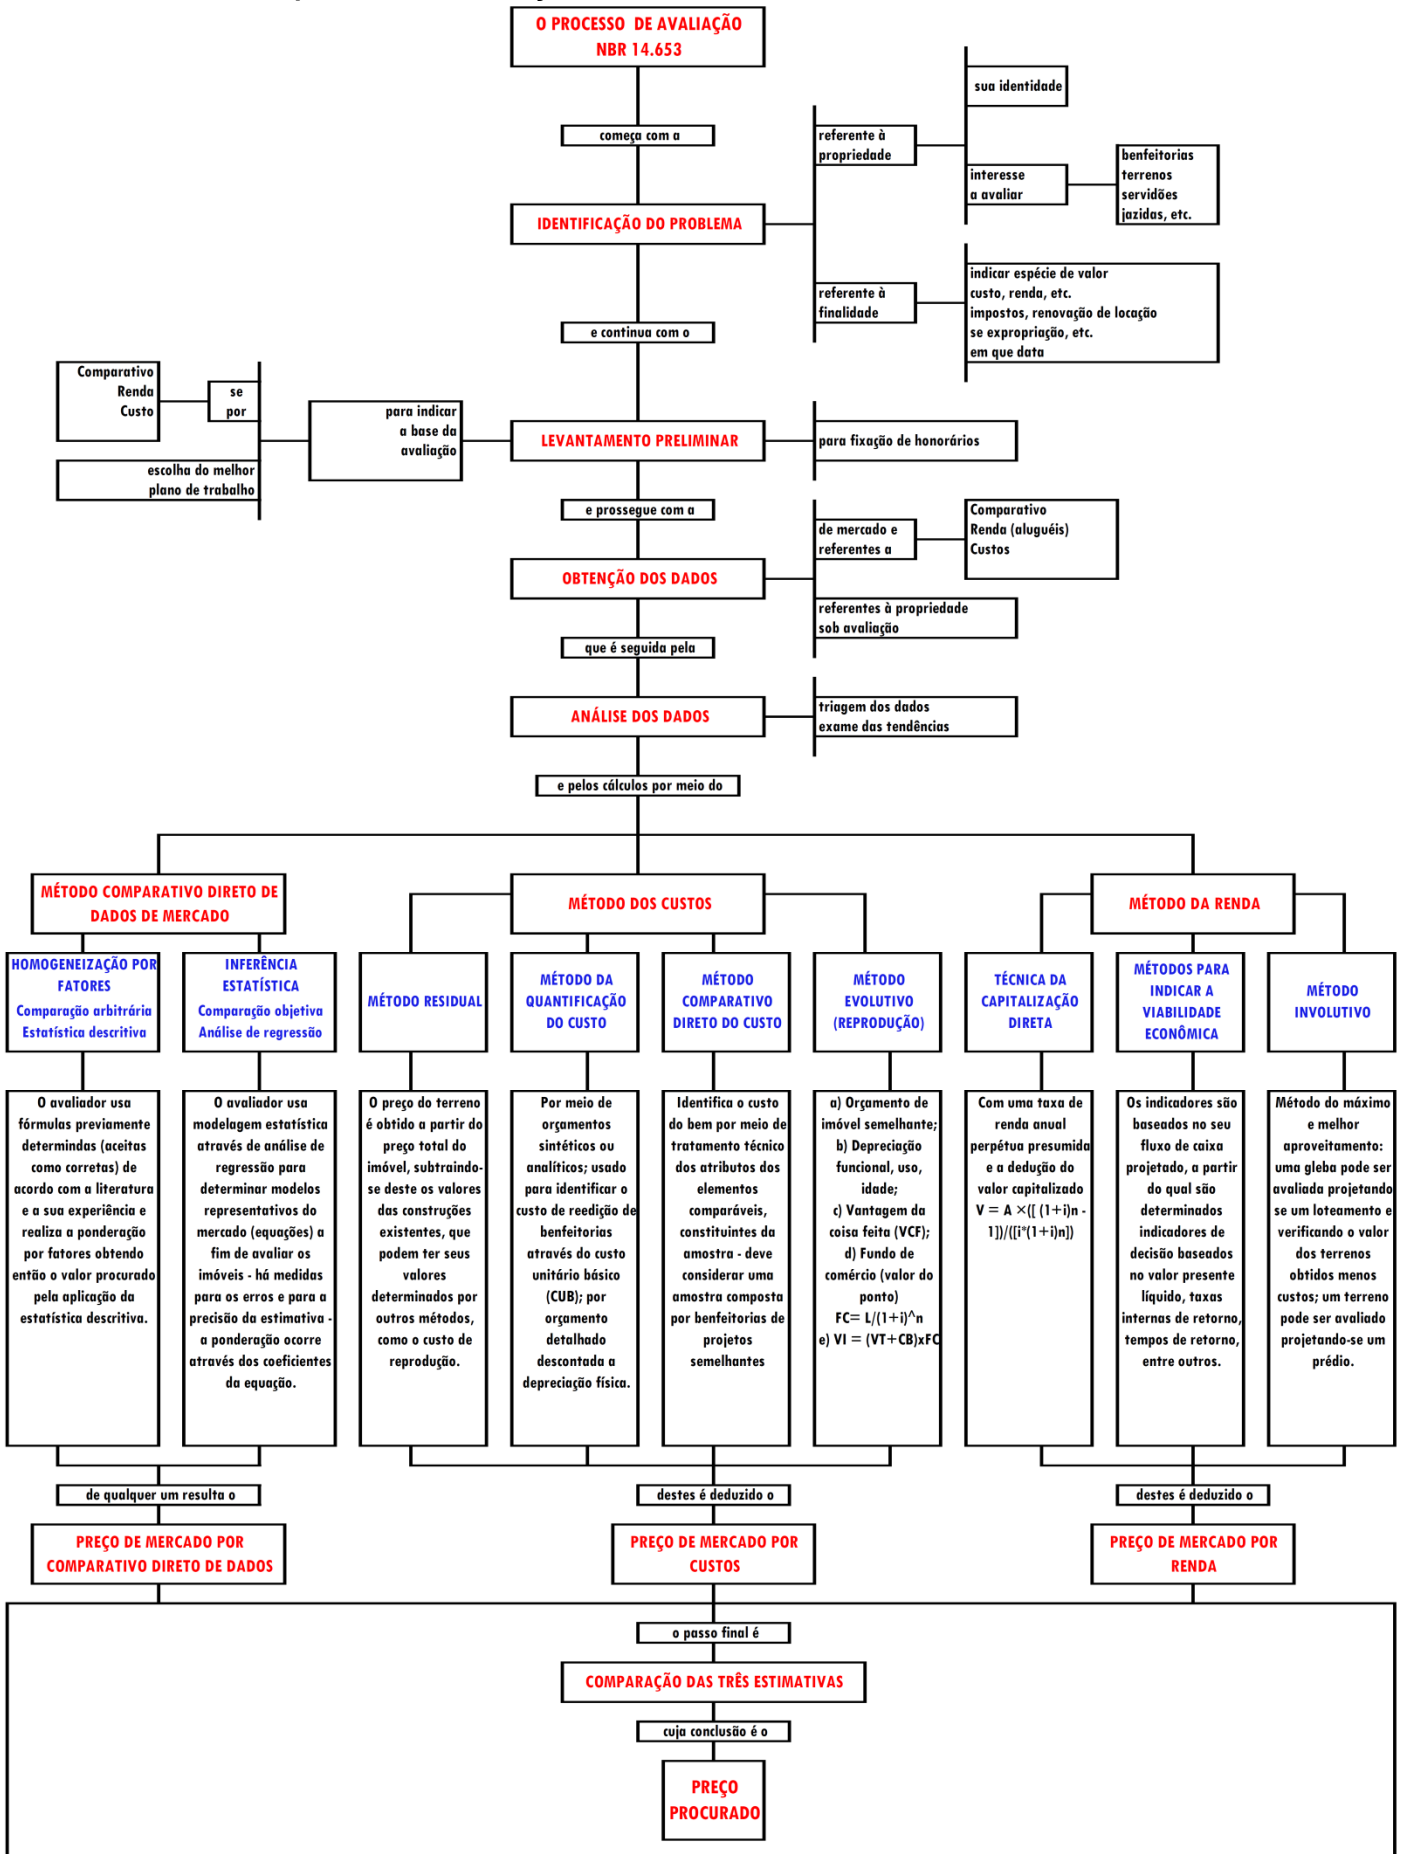 O PROCESSO  DE AVALIAÇÃO
NBR 14.653
começa com a
referente à
propriedade
sua identidade
interesse
a avaliar
benfeitorias
terrenos
servidões
jazidas, etc.
IDENTIFICAÇÃO DO PROBLEMA
referente à
finalidade
indicar espécie de valor
custo, renda, etc.
impostos, renovação de locação
se expropriação, etc.
em que data
e continua com o
Comparativo
Renda
Custo
se
por
escolha do melhor
plano de trabalho
para indicar
a base da
avaliação
LEVANTAMENTO PRELIMINAR
para fixação de honorários
e prossegue com a
de mercado e
referentes a
Comparativo
Renda (aluguéis)
Custos
OBTENÇÃO DOS DADOS
referentes à propriedade
sob avaliação
que é seguida pela
ANÁLISE DOS DADOS
triagem dos dados
exame das tendências
e pelos cálculos por meio do
MÉTODO COMPARATIVO DIRETO DE
DADOS DE MERCADO
MÉTODO DOS CUSTOS
MÉTODO DA RENDA
HOMOGENEIZAÇÃO POR
FATORES
Comparação arbitrária
Estatística descritiva
INFERÊNCIA
ESTATÍSTICA
Comparação objetiva
Análise de regressão
MÉTODO RESIDUAL
MÉTODO DA
QUANTIFICAÇÃO
DO CUSTO
MÉTODO
COMPARATIVO
DIRETO DO CUSTO
MÉTODO
EVOLUTIVO
(REPRODUÇÃO)
TÉCNICA DA
CAPITALIZAÇÃO
DIRETA
MÉTODOS PARA
INDICAR A
VIABILIDADE
ECONÔMICA
MÉTODO
INVOLUTIVO
O avaliador usa
fórmulas previamente
determindas (aceitas
como corretas) de
acordo com a literatura
e a sua experiência e
realiza a ponderação
por fatores obtendo
então o valor procurado
pela aplicação da
estatística descritiva.
O avaliador usa
modelagem estatística
através de análise de
regressão para
determinar modelos
representativos do
mercado (equações) a
fim de avaliar os
imóveis - há medidas
para os erros e para a
precisão da estimativa -
a ponderação ocorre
através dos coeficientes
da equação.
O preço do terreno
é obtido a partir do
preço total do
imóvel, subtraindo-
se deste os valores
das construções
existentes, que
podem ter seus
valores
determinados por
outros métodos,
como o custo de
reprodução.
Por meio de
orçamentos
sintéticos ou
analíticos; usado
para identificar o
custo de reedição de
benfeitorias
através do custo
unitário básico
(CUB); por
orçamento
detalhado
descontada a
depreciação física.
Identifica o custo
do bem por meio de
tratamento técnico
dos atributos dos
elementos
comparáveis,
constituintes da
amostra - deve
considerar uma
amostra composta
por benfeitorias de
projetos
semelhantes
a) Orçamento de
imóvel semelhante;
b) Depreciação
funcional, uso,
idade;
c) Vantagem da
coisa feita (VCF);
d) Fundo de
comércio (valor do
ponto)
FC= L/(1+i)^n
e) VI = (VT+CB)xFC
Com uma taxa de
renda anual
perpétua presumida
e a dedução do
valor capitalizado
V = A ×([ (1+i)n -
1])/([i*(1+i)n])
Os indicadores são
baseados no seu
fluxo de caixa
projetado, a partir
do qual são
determinados
indicadores de
decisão baseados
no valor presente
líquido, taxas
internas de retorno,
tempos de retorno,
entre outros.
Método do máximo
e melhor
aproveitamento:
uma gleba pode ser
avaliada projetando
se um loteamento e
verificando o valor
dos terrenos
obtidos menos
custos; um terreno
pode ser avaliado
projetando-se um
prédio.
de qualquer um resulta o
destes é deduzido o
destes é deduzido o
PREÇO DE MERCADO POR
COMPARATIVO DIRETO DE DADOS
PREÇO DE MERCADO POR
CUSTOS
PREÇO DE MERCADO POR
RENDA
o passo final é
COMPARAÇÃO DAS TRÊS ESTIMATIVAS
cuja conclusão é o
PREÇO
PROCURADO